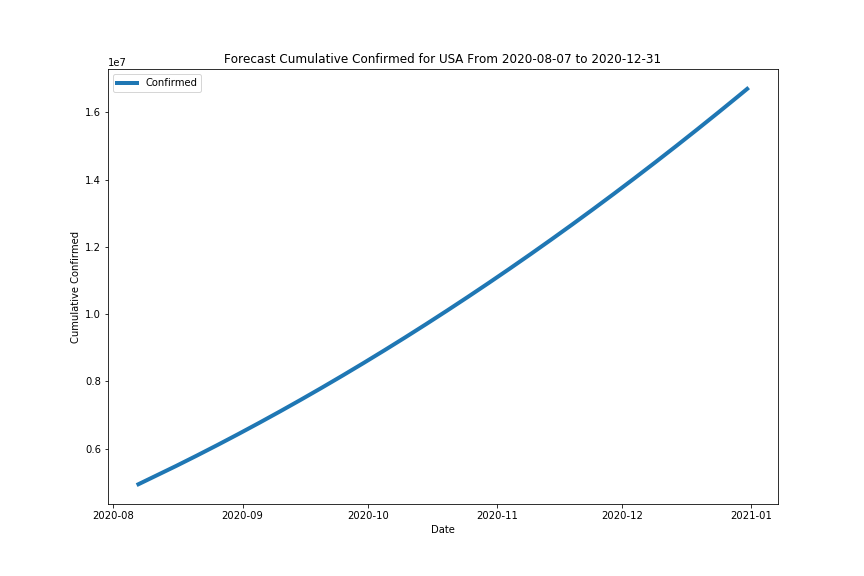 Forecast Cumulative Confirmed for USA From 2020-08-07 to 2020-12-31
1e7
Confirmed
1.6
1.4
1.2
1.0
0.8
0.6
Cumulative Confirmed
2020-08 2020-09 2020-10 2020-11 2020-12 2021-01
Date